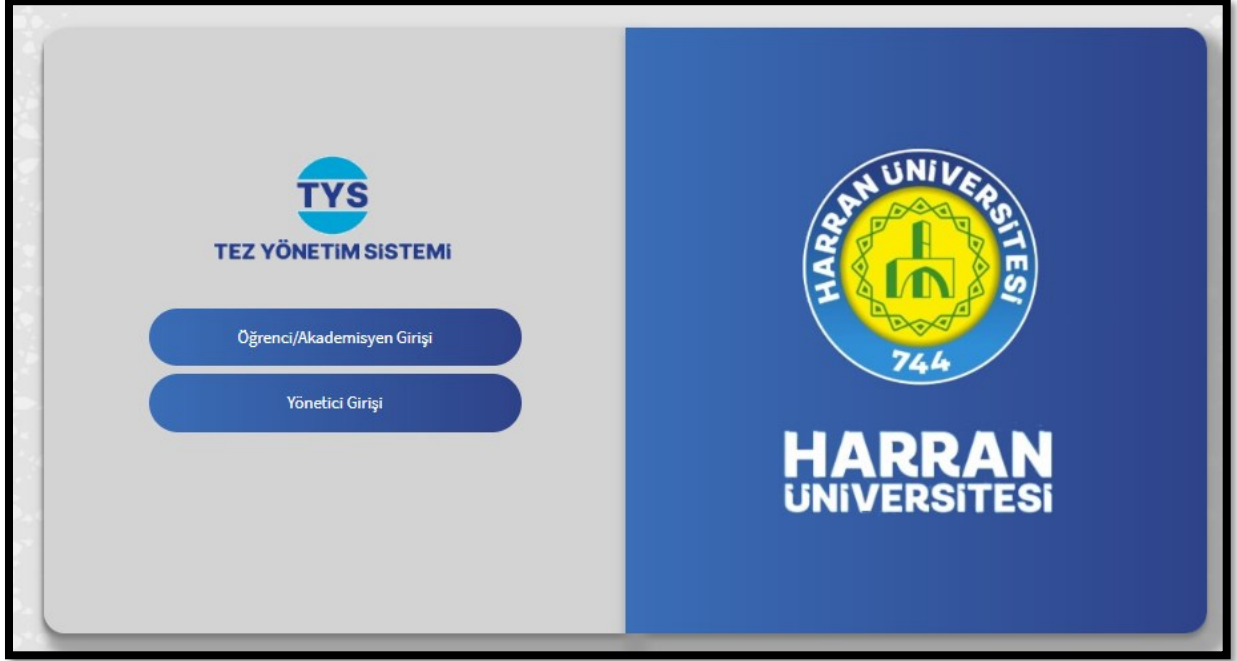 TYS
TEZ YÖNETİM SİSTEMİ
Öğrenci/Akademisyen Girişi
Yönetici Girişi
HARRAN ÜNİVERSİTESİ
744
HARRAN
ÜNİVERSİTESİ